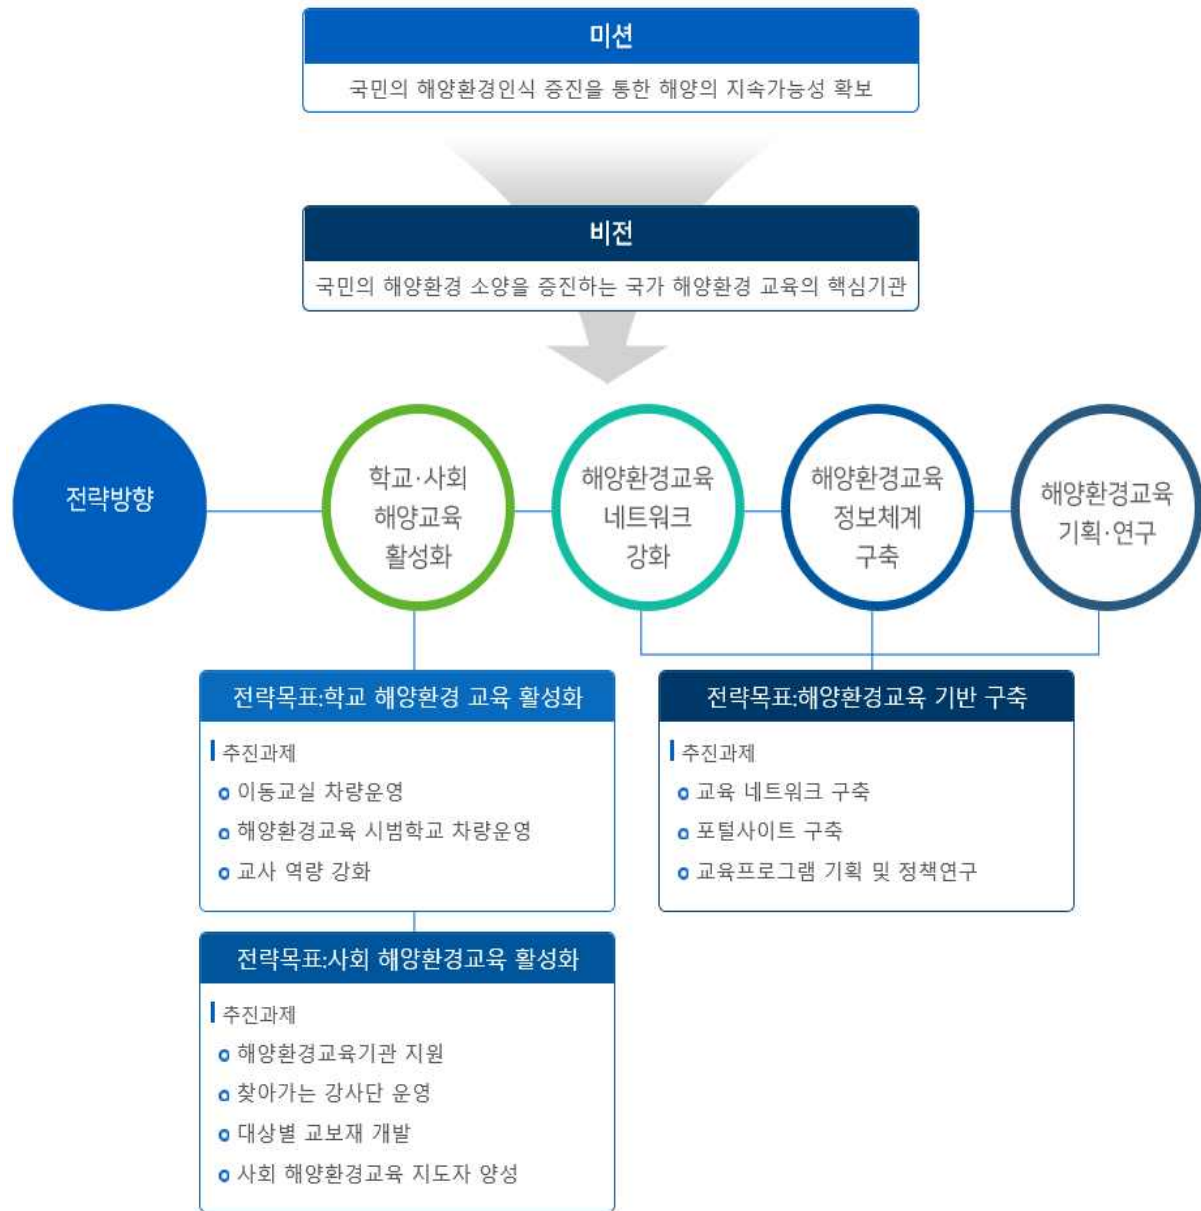 미션
국민의 해양환경인식 증진을 통한 해양의 지속가능성 확보
비전
국민의 해양환경 소양을 증진하는 국가 해양환경 교육의 핵심기관
전략방향
학교·사회
해양교육
활성화
해양환경교육
네트워크
강화
해양환경교육
정보체계
구축
해양환경교육
기획·연구
전략목표:학교 해양환경 교육 활성화
추진과제
이동교실 차량운영
해양환경교육 시범학교 차량운영
교사 역량 강화
전략목표:해양환경교육 기반 구축
추진과제
교육 네트워크 구축
포털사이트 구축
교육프로그램 기획 및 정책연구
전략목표:사회 해양환경교육 활성화
추진과제
해양환경교육기관 지원
찾아가는 강사단 운영
대상별 교보재 개발
사회 해양환경교육 지도자 양성